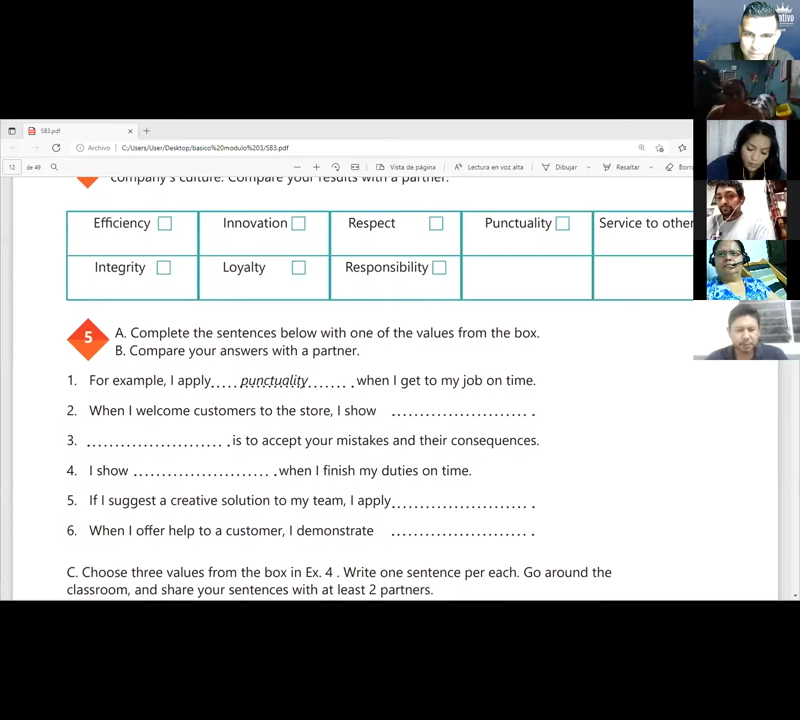 ativo
SB3.pdf
Archivo C:/Users/User/Desktop/basico%20modulo%203/SB3.pdf
12 de 49 Vista de página Lectura en voz alta Dibujar Resaltar Borra
company's culture. Compare your results with a partner.
Efficiency Innovation Respect Punctuality Service to other
Integrity Loyalty Responsibility
5
A. Complete the sentences below with one of the values from the box.
B. Compare your answers with a partner.
1. For example, I apply.....punctuality........when I get to my job on time.
2. When I welcome customers to the store, I show ........................ .
3. ........................ .is to accept your mistakes and their consequences.
4. I show ........................ .when I finish my duties on time.
5. If I suggest a creative solution to my team, I apply........................ .
6. When I offer help to a customer, I demonstrate ........................ .
C. Choose three values from the box in Ex. 4 . Write one sentence per each. Go around the
classroom, and share your sentences with at least 2 partners.